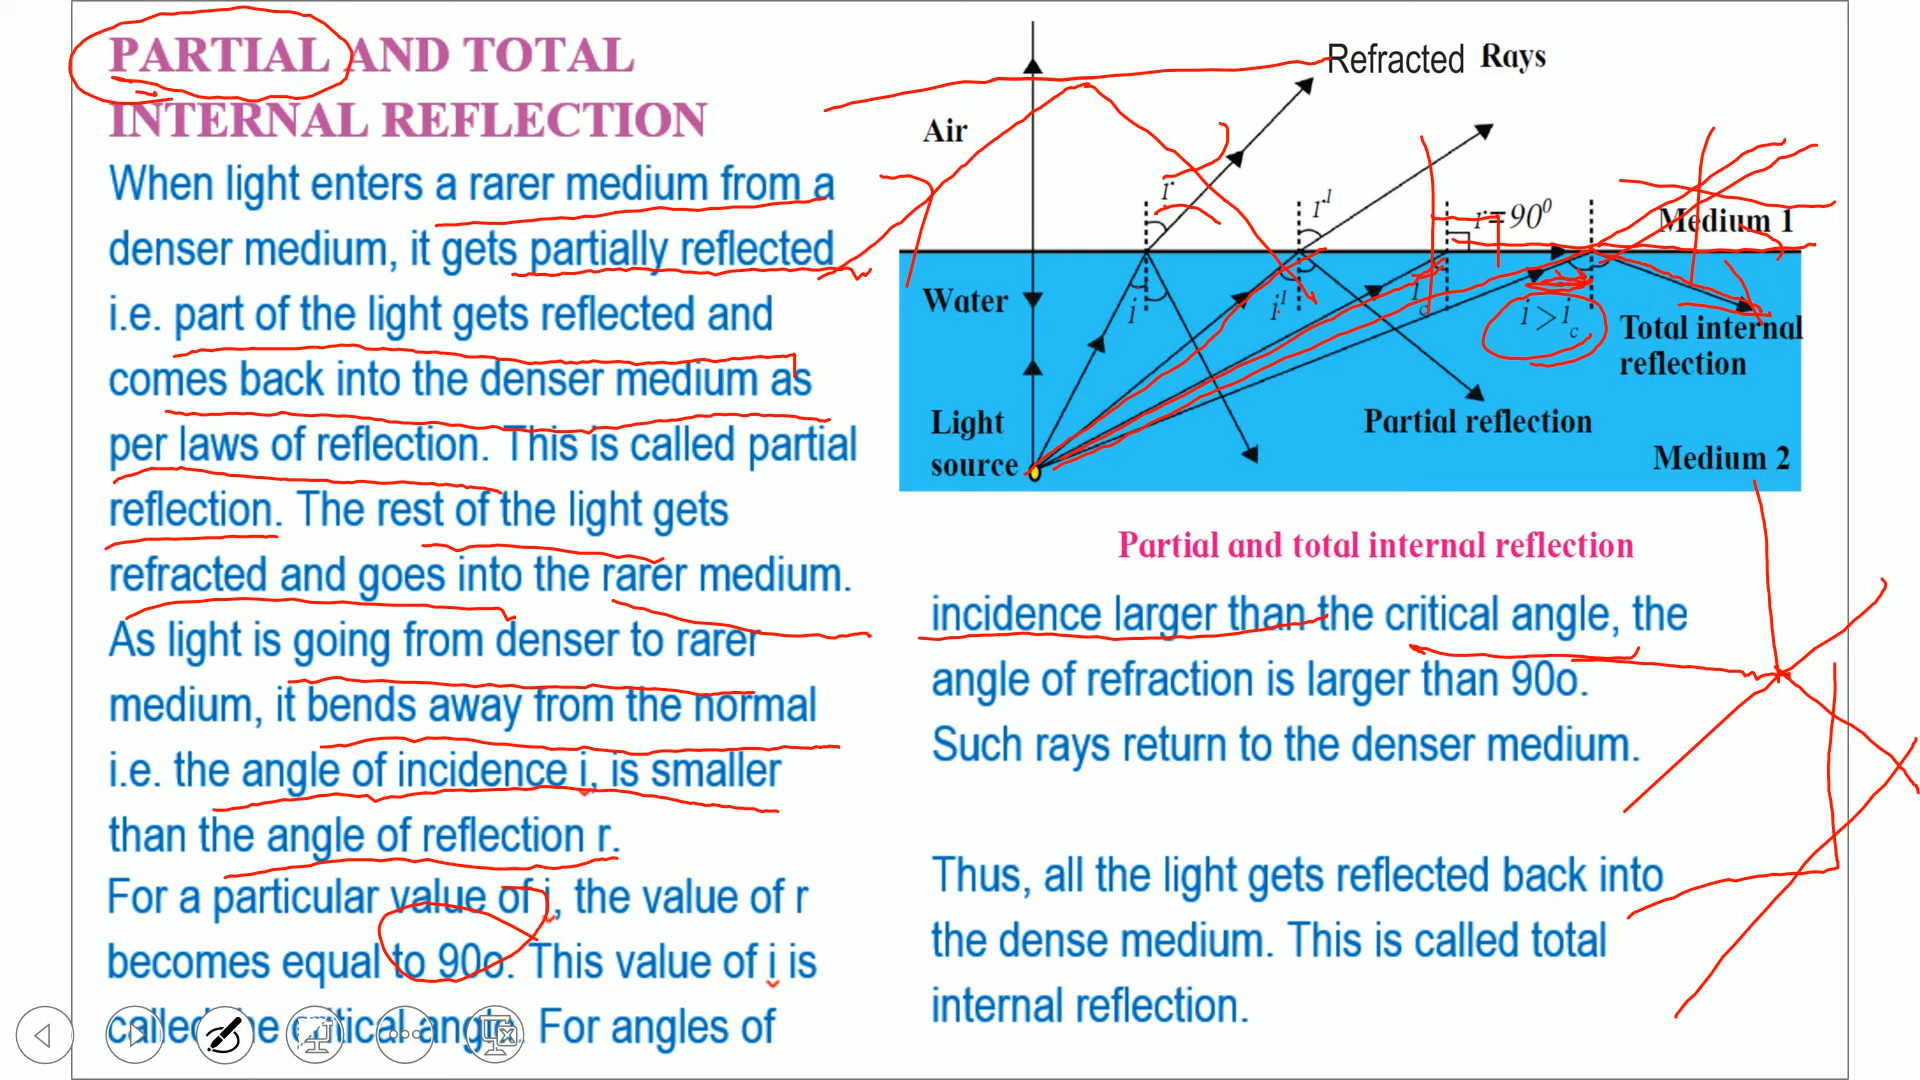 PARTIAL AND TOTAL
INTERNAL REFLECTION
When light enters a rarer medium from a
denser medium, it gets partially reflected
i.e. part of the light gets reflected and
comes back into the denser medium as
per laws of reflection. This is called partial
reflection. The rest of the light gets
refracted and goes into the rarer medium.
As light is going from denser to rarer
medium, it bends away from the normal
i.e. the angle of incidence i, is smaller
than the angle of reflection r.
For a particular value of i, the value of r
becomes equal to 90o. This value of i is
called the critical angle. For angles of
Refracted Rays
Air
r
r¹
r=90⁰
Medium 1
Water
i
i¹
i c
i > i c
Total internal
reflection
Light
source
Partial reflection
Medium 2
Partial and total internal reflection
incidence larger than the critical angle, the
angle of refraction is larger than 90o.
Such rays return to the denser medium.
Thus, all the light gets reflected back into
the dense medium. This is called total
internal reflection.